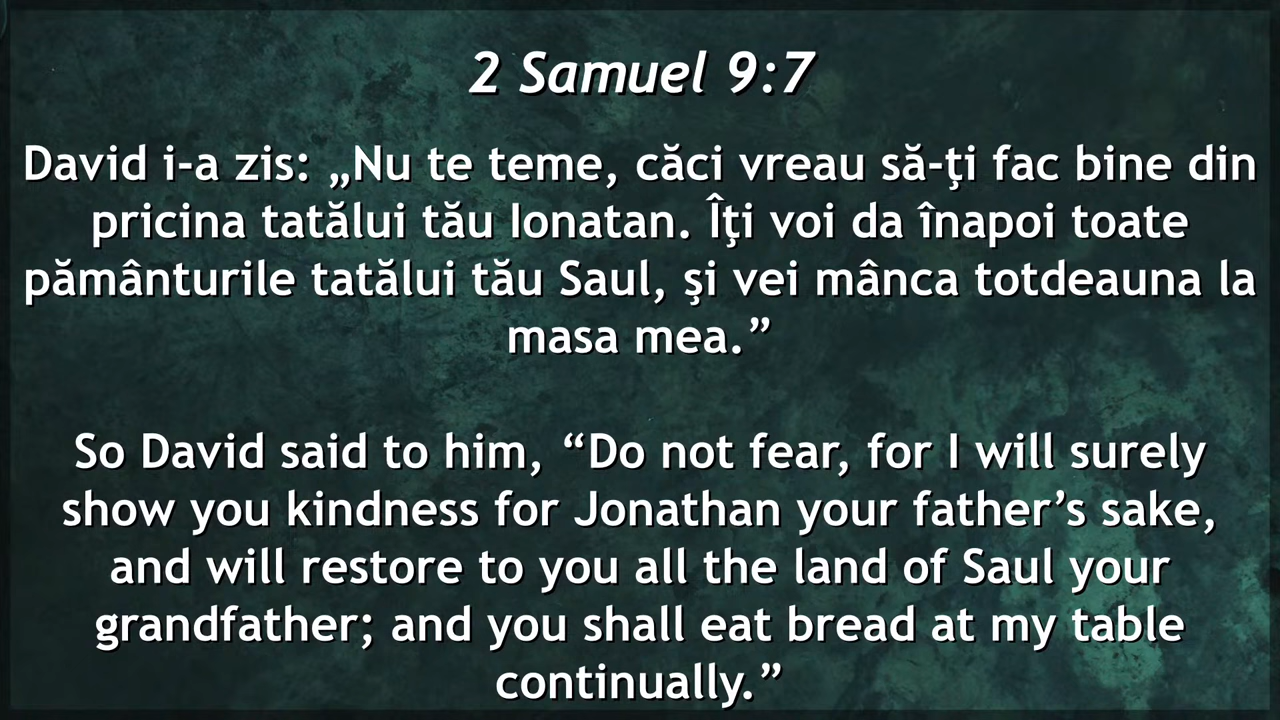 2 Samuel 9:7
David i-a zis: „Nu te teme, căci vreau să-ţi fac bine din
pricina tatălui tău Ionatan. Îţi voi da înapoi toate
pământurile tatălui tău Saul, şi vei mânca totdeauna la
masa mea.”
So David said to him, “Do not fear, for I will surely
show you kindness for Jonathan your father’s sake,
and will restore to you all the land of Saul your
grandfather; and you shall eat bread at my table
continually.”